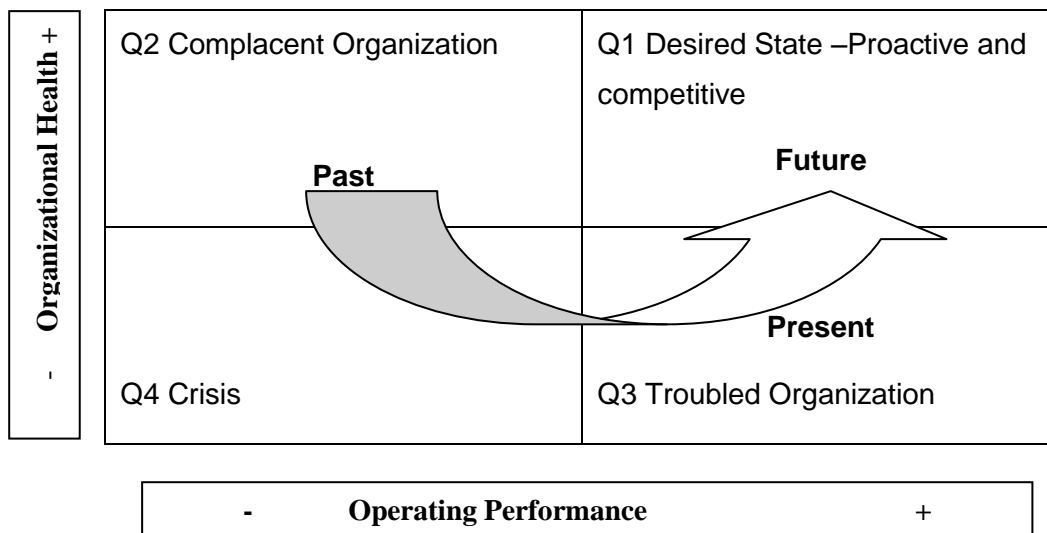 - Organizational Health +
Q2 Complacent Organization
Q1 Desired State –Proactive and
competitive
Past
Future
Present
Q4 Crisis
Q3 Troubled Organization
- Operating Performance +